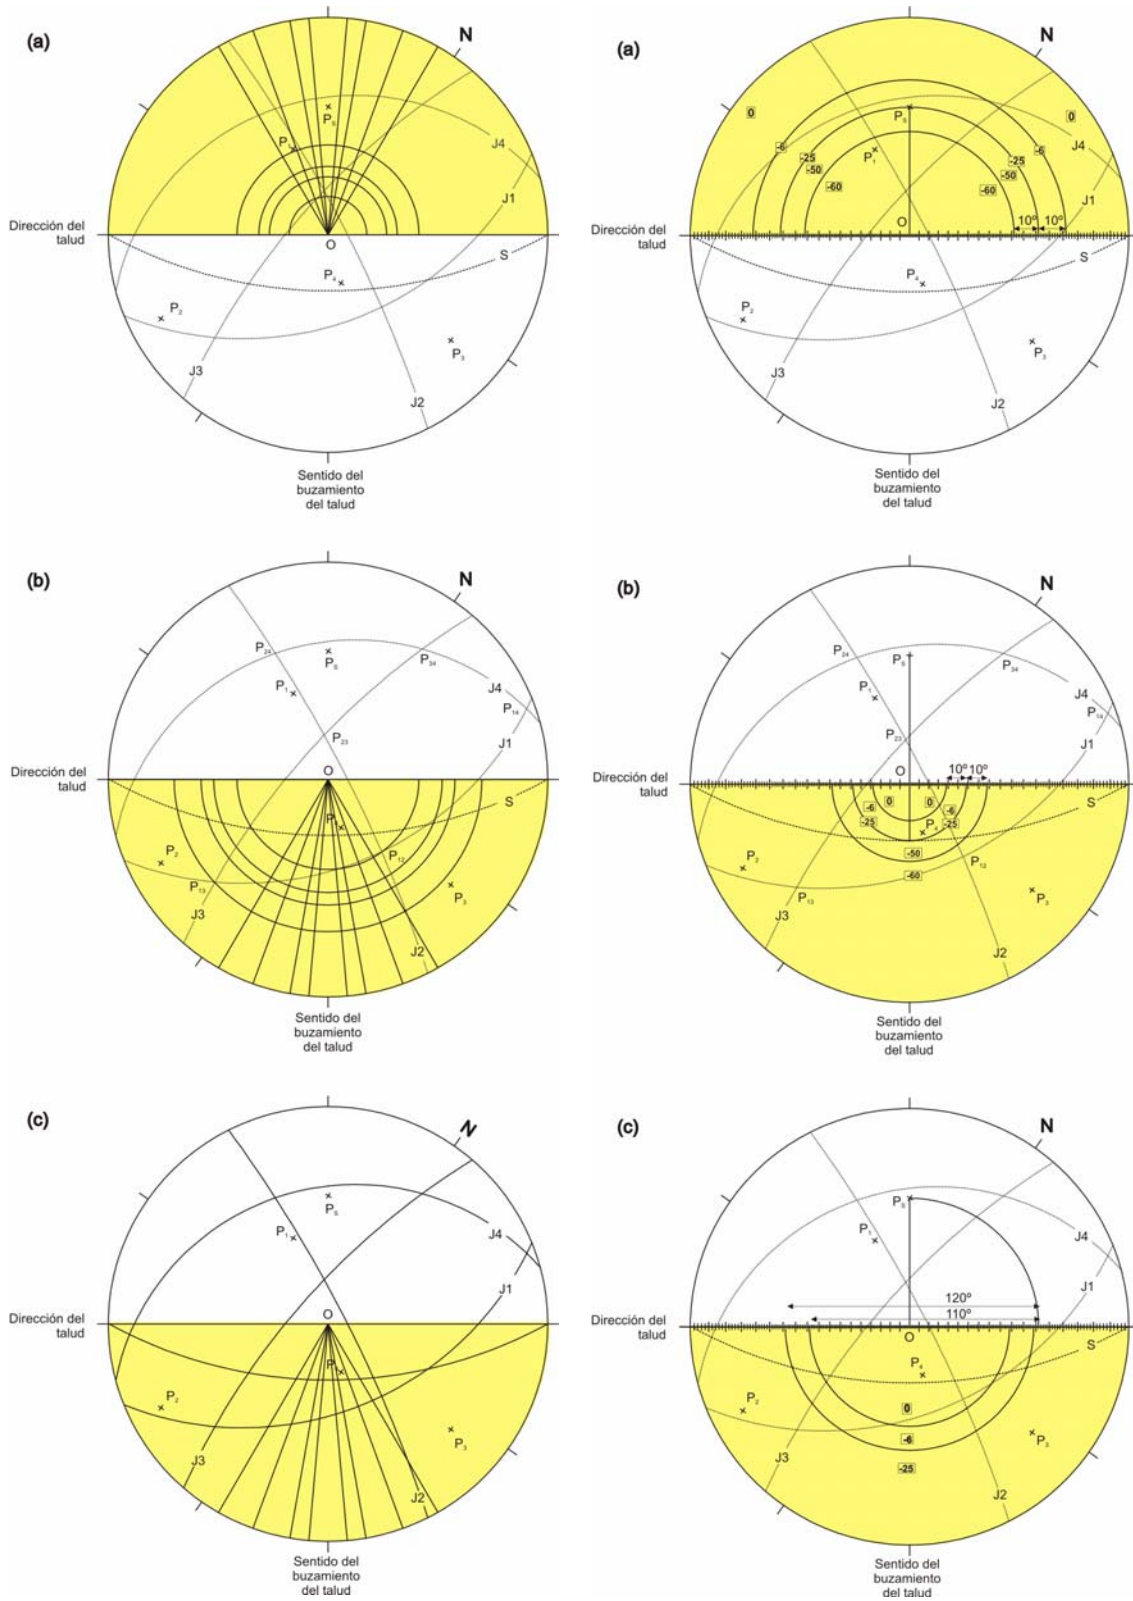 (a)
N
P₅
P₁
J4
J1
Dirección del
talud
O
S
P₄
P₂
P₃
J3
J2
Sentido del
buzamiento
del talud
(a)
N
0
0
P₅
-6
-6
-25
-25
P₁
-50
-50
-60
-60
J4
J1
O
10º
10º
Dirección del
talud
S
P₄
P₂
P₃
J3
J2
Sentido del
buzamiento
del talud
(b)
N
P₂₄
P₅
P₃₄
P₁
J4
P₁₄
P₂₃
J1
O
Dirección del
talud
S
P₂
P₁₂
P₁₃
P₃
J3
J2
Sentido del
buzamiento
del talud
(b)
N
P₂₄
P₅
P₃₄
P₁
J4
P₁₄
P₂₃
J1
O
10º
10º
Dirección del
talud
0
0
S
-6
-6
-25
P₄
-25
-50
P₂
P₁₂
-60
P₁₃
P₃
J3
J2
Sentido del
buzamiento
del talud
(c)
N
P₅
P₁
J4
J1
O
Dirección del
talud
P₂
P₃
J3
J2
Sentido del
buzamiento
del talud
(c)
N
P₅
P₁
J4
J1
120º
110º
Dirección del
talud
O
S
P₄
P₂
0
-6
P₃
J3
-25
J2
Sentido del
buzamiento
del talud